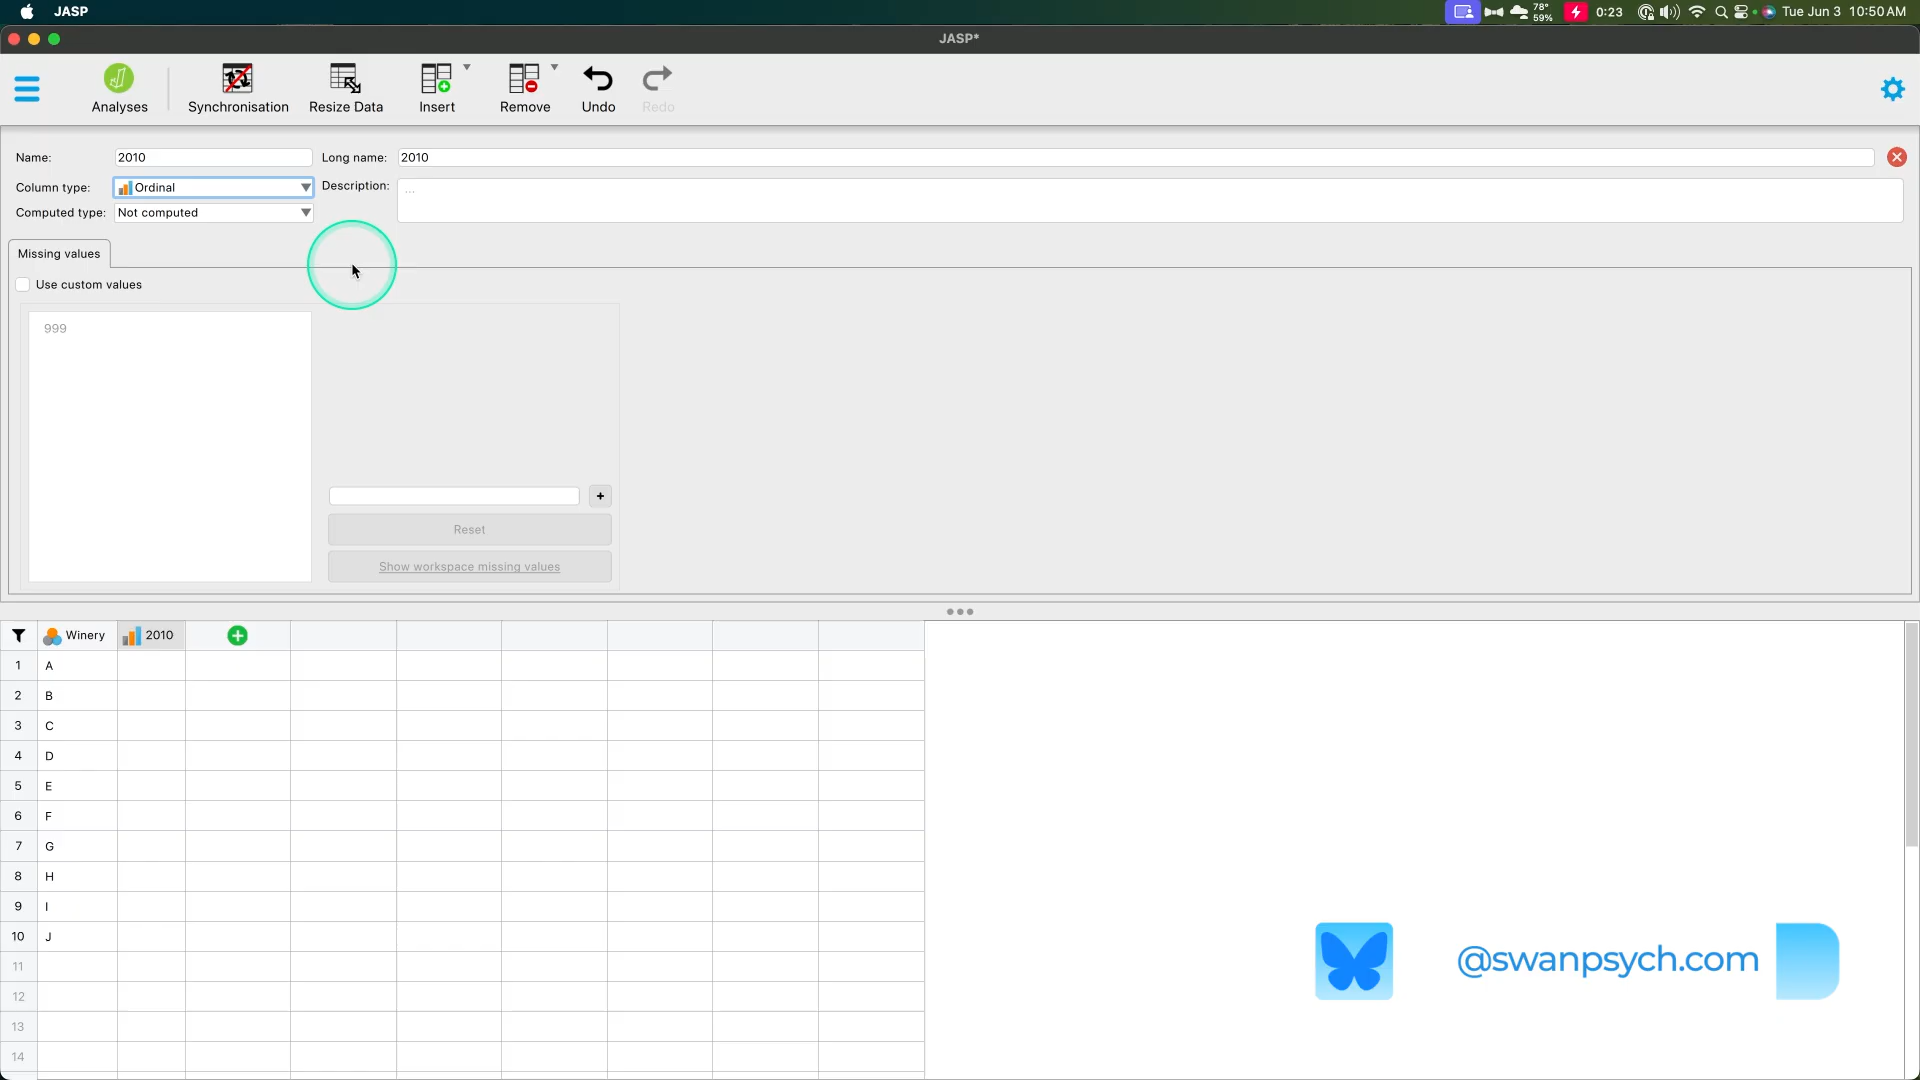 JASP
78°
59%
0:23
Tue Jun 3 10:50 AM
JASP*
Analyses
Synchronisation
Resize Data
Insert
Remove
Undo
Redo
Name:
2010
Long name:
2010
Column type:
Ordinal
Description:
...
Computed type:
Not computed
Missing values
Use custom values
999
+
Reset
Show workspace missing values
Winery
2010
1 A
2 B
3 C
4 D
5 E
6 F
7 G
8 H
9 I
10 J
11
12
13
14
@swanpsych.com